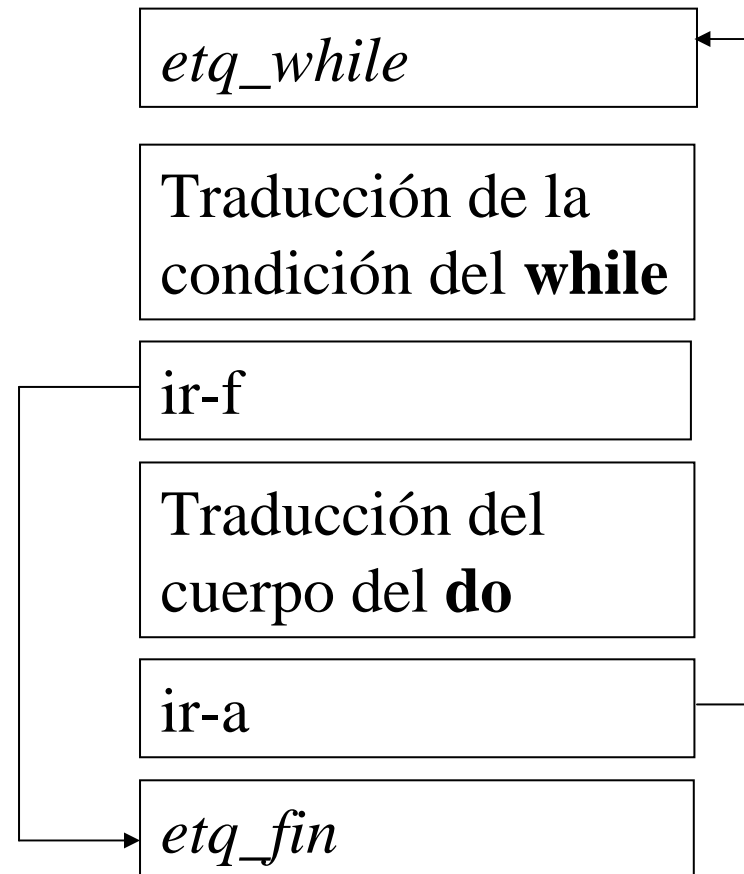 etq_while
Traducción de la
condición del while
ir-f
Traducción del
cuerpo del do
ir-a
etq_fin